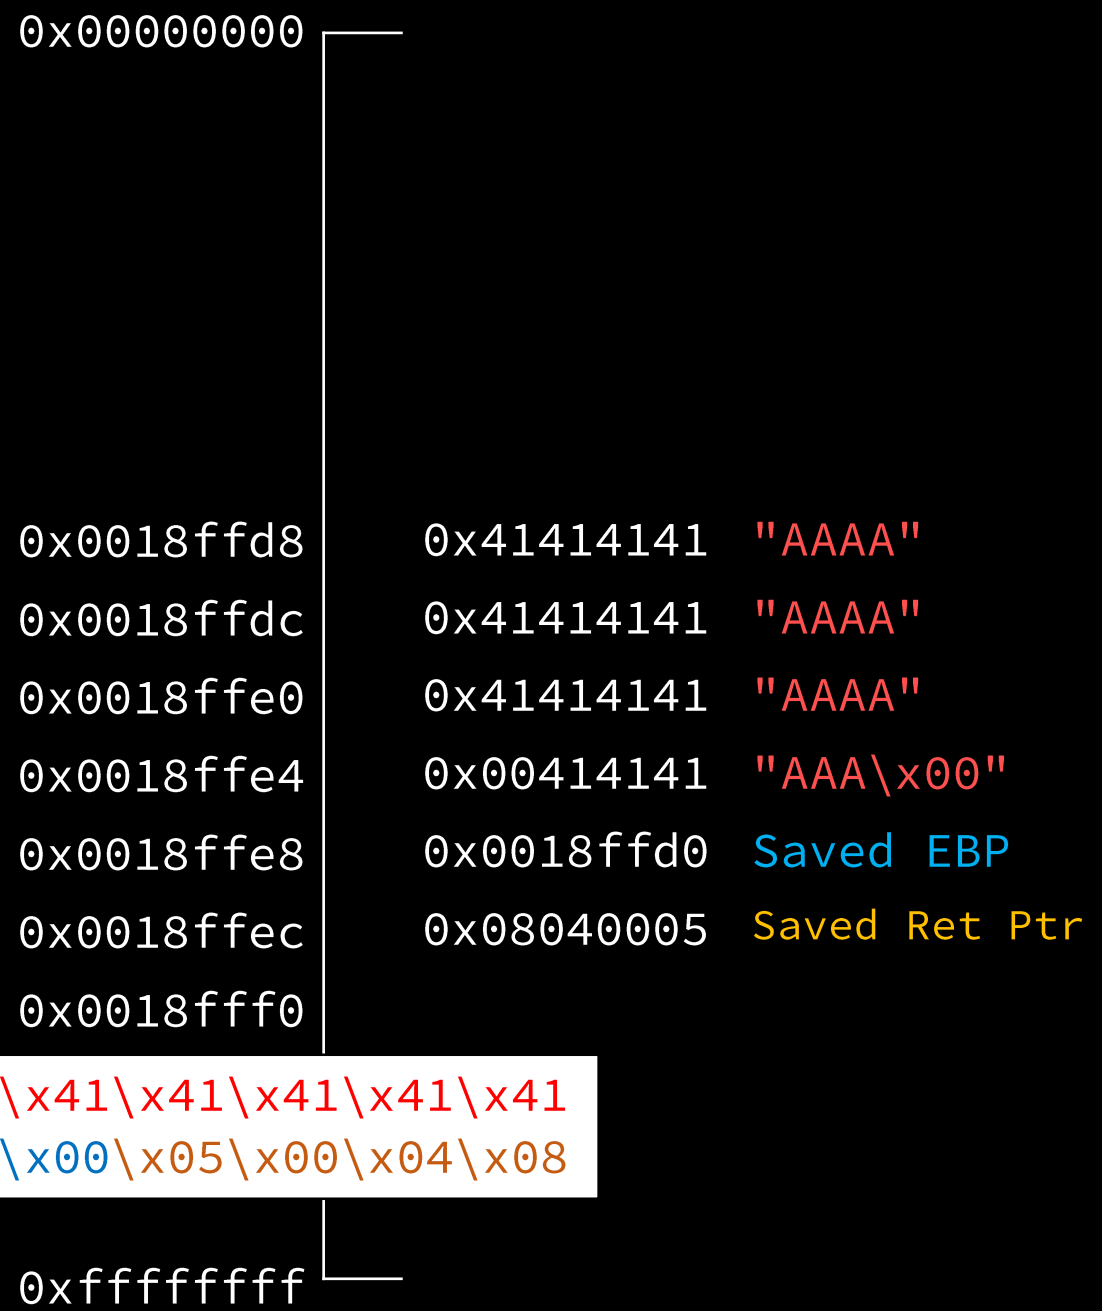 0x00000000
0x0018ffd8 0x41414141 "AAAA"
0x0018ffdc 0x41414141 "AAAA"
0x0018ffe0 0x41414141 "AAAA"
0x0018ffe4 0x00414141 "AAA\x00"
0x0018ffe8 0x0018ffd0 Saved EBP
0x0018ffec 0x08040005 Saved Ret Ptr
0x0018fff0
\x41\x41\x41\x41\x41
\x00\x05\x00\x04\x08
0xffffffff